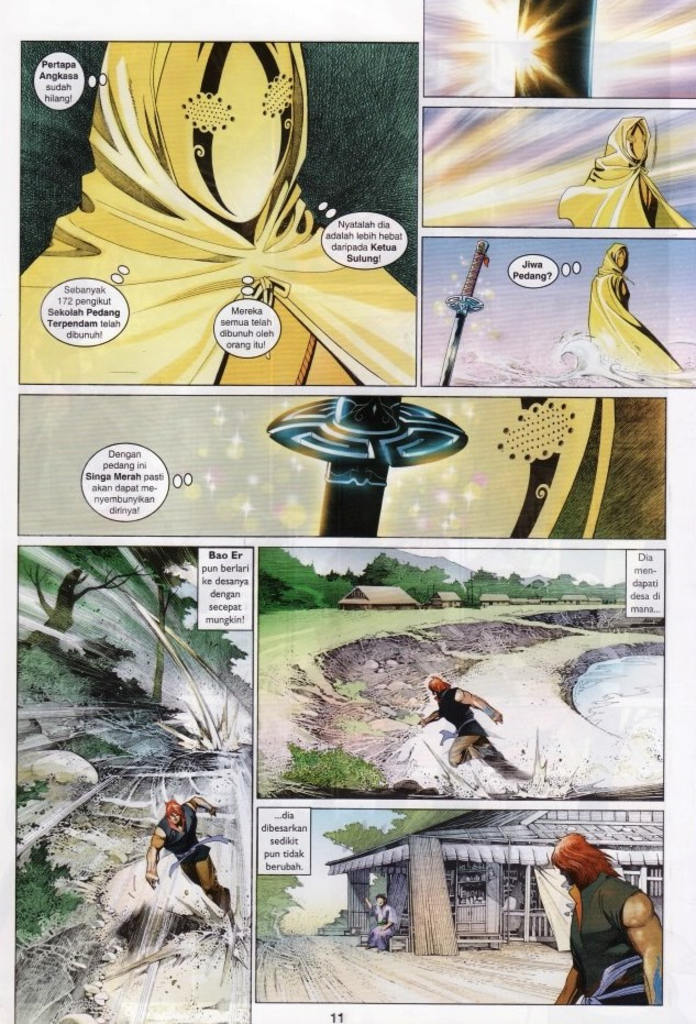 Pertapa
Angkasa
sudah
hilang!
Nyatalah dia
adalah lebih hebat
daripada Ketua
Sulung!
Sebanyak
172 pengikut
Sekolah Pedang
Terpendam telah
dibunuh!
Mereka
semua telah
dibunuh oleh
orang itu!
Jiwa
Pedang?
Dengan
pedang ini
Singa Merah pasti
akan dapat me-
nyembunyikan
dirinya!
Bao Er
pun berlari
ke desanya
dengan
secepat
mungkin!
Dia
men-
dapati
desa di
mana...
...dia
dibesarkan
sedikit
pun tidak
berubah.
11